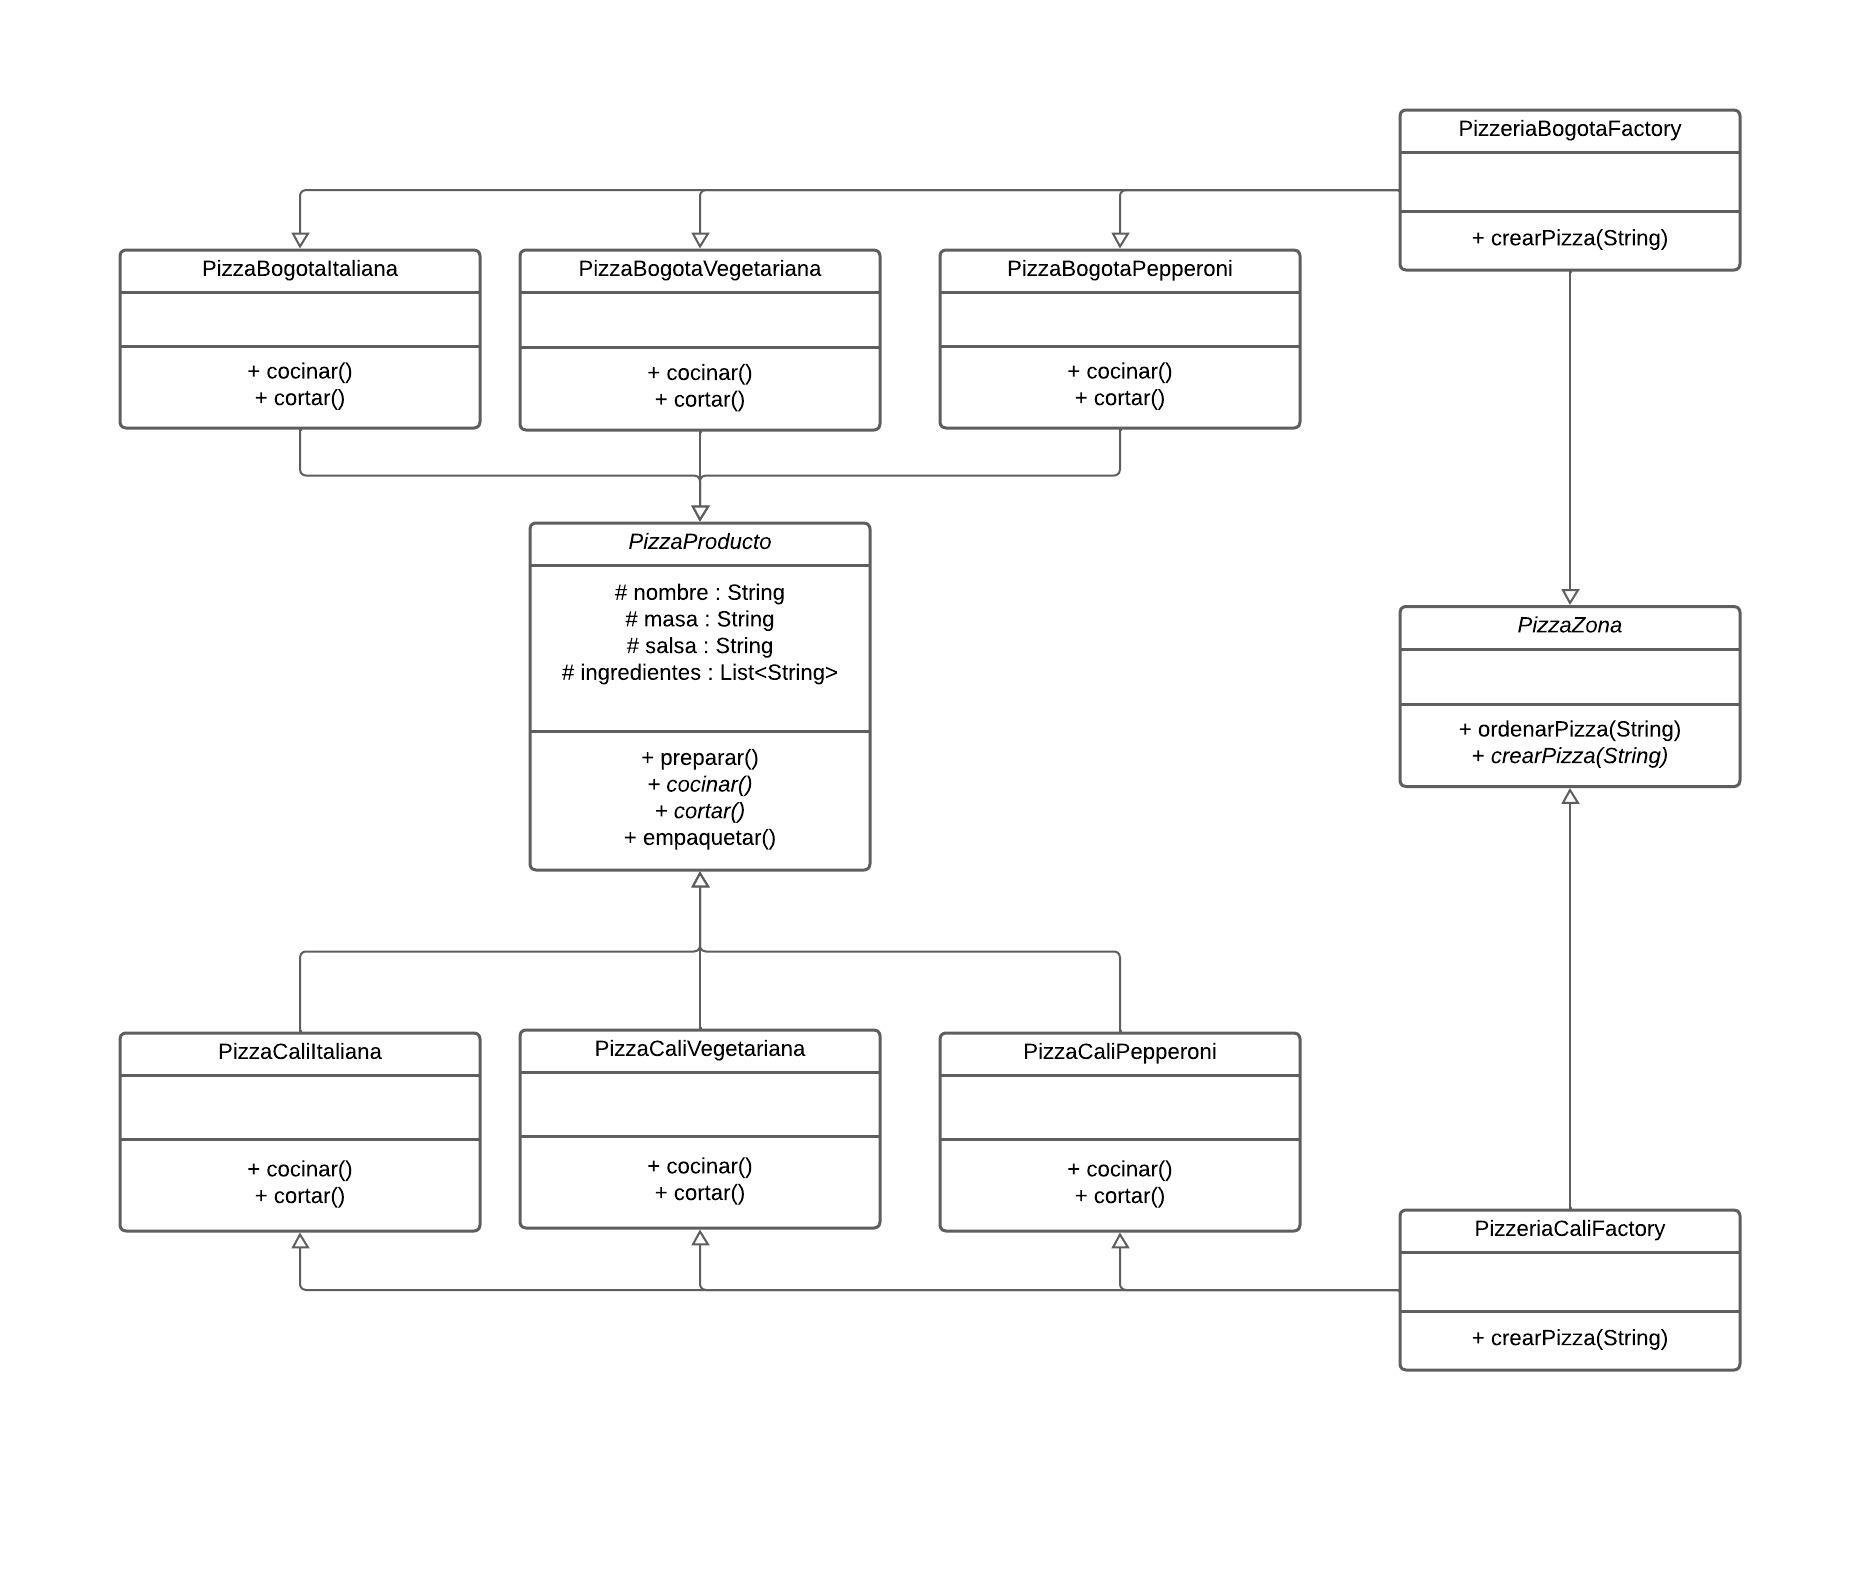 PizzeriaBogotaFactory
+ crearPizza(String)
PizzaBogotaItaliana
+ cocinar()
+ cortar()
PizzaBogotaVegetariana
+ cocinar()
+ cortar()
PizzaBogotaPepperoni
+ cocinar()
+ cortar()
PizzaProducto
# nombre : String
# masa : String
# salsa : String
# ingredientes : List<String>
+ preparar()
+ cocinar()
+ cortar()
+ empaquetar()
PizzaZona
+ ordenarPizza(String)
+ crearPizza(String)
PizzaCaliItaliana
+ cocinar()
+ cortar()
PizzaCaliVegetariana
+ cocinar()
+ cortar()
PizzaCaliPepperoni
+ cocinar()
+ cortar()
PizzeriaCaliFactory
+ crearPizza(String)